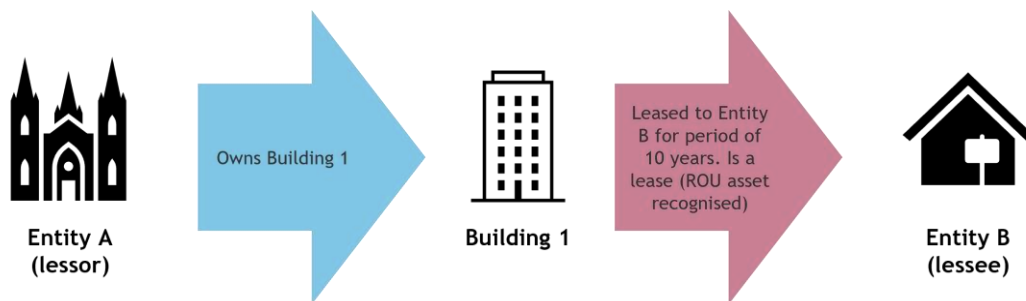 Owns Building 1
Leased to Entity
B for period of
10 years. Is a
lease (ROU asset
recognised)
Entity A
(lessor)
Building 1
Entity B
(lessee)